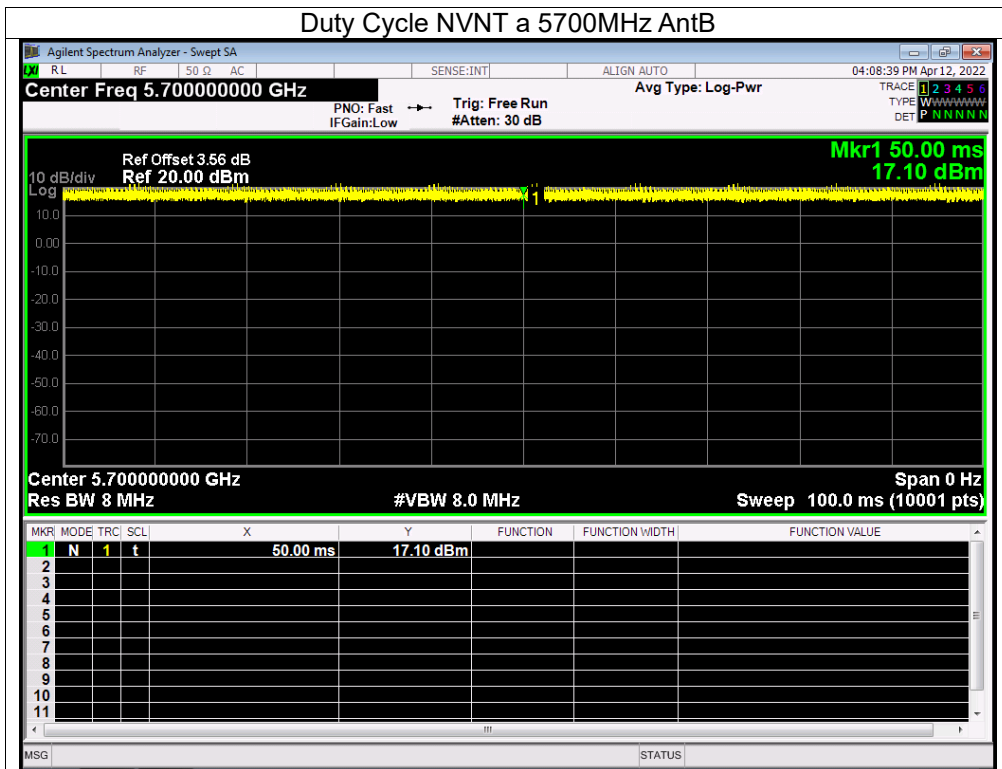 Duty Cycle NVNT a 5700MHz AntB
Agilent Spectrum Analyzer - Swept SA
LXI RL RF 50 Ω AC SENSE:INT ALIGN AUTO 04:08:39 PM Apr 12, 2022
Center Freq 5.700000000 GHz Avg Type: Log-Pwr TRACE 1 2 3 4 5 6
PNO: Fast Trig: Free Run TYPE WWWWWW
IFGain:Low #Atten: 30 dB DET P N N N N N
Mkr1 50.00 ms
Ref Offset 3.56 dB
10 dB/div Ref 20.00 dBm 17.10 dBm
Log
1
10.0
0.00
-10.0
-20.0
-30.0
-40.0
-50.0
-60.0
-70.0
Center 5.700000000 GHz Span 0 Hz
Res BW 8 MHz #VBW 8.0 MHz Sweep 100.0 ms (10001 pts)
MKR MODE TRC SCL X Y FUNCTION FUNCTION WIDTH FUNCTION VALUE
1 N 1 t 50.00 ms 17.10 dBm
2
3
4
5
6
7
8
9
10
11
MSG STATUS